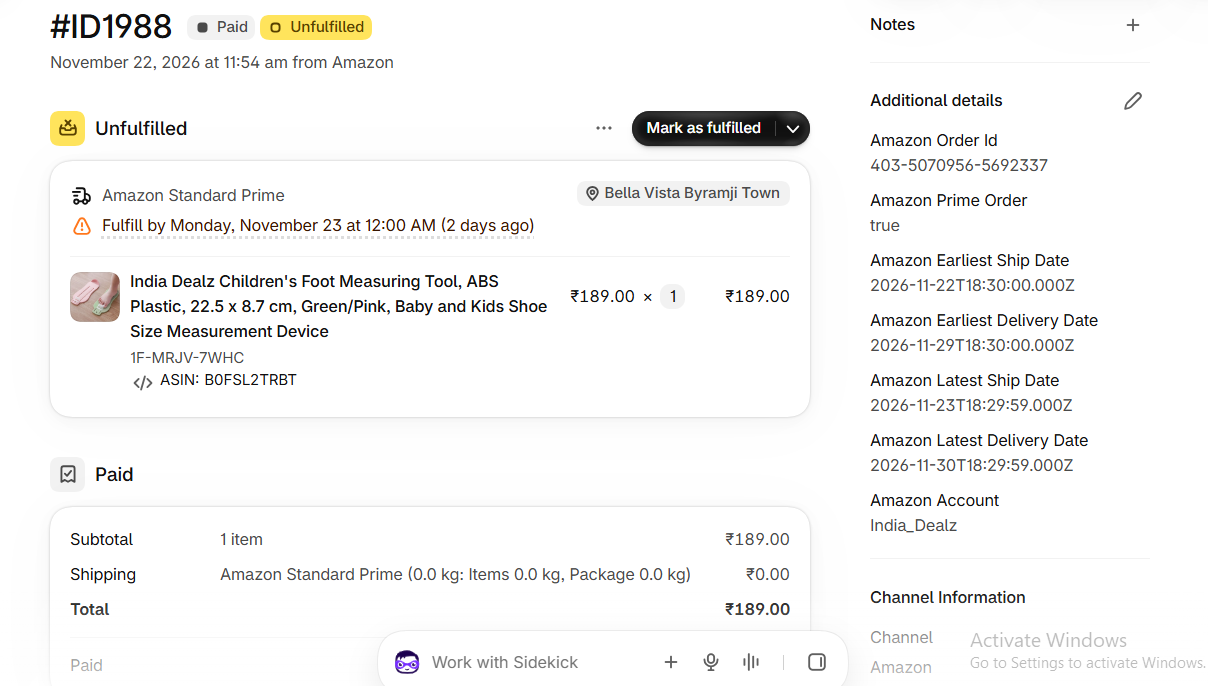 #ID1988 Paid Unfulfilled
November 22, 2026 at 11:54 am from Amazon
Unfulfilled
Mark as fulfilled
Amazon Standard Prime
Bella Vista Byramji Town
Fulfill by Monday, November 23 at 12:00 AM (2 days ago)
India Dealz Children's Foot Measuring Tool, ABS
Plastic, 22.5 x 8.7 cm, Green/Pink, Baby and Kids Shoe
Size Measurement Device
₹189.00 × 1 ₹189.00
1F-MRJV-7WHC
ASIN: B0FSL2TRBT
Paid
Subtotal 1 item ₹189.00
Shipping Amazon Standard Prime (0.0 kg: Items 0.0 kg, Package 0.0 kg) ₹0.00
Total ₹189.00
Paid
Work with Sidekick
Notes
Additional details
Amazon Order Id
403-5070956-5692337
Amazon Prime Order
true
Amazon Earliest Ship Date
2026-11-22T18:30:00.000Z
Amazon Earliest Delivery Date
2026-11-29T18:30:00.000Z
Amazon Latest Ship Date
2026-11-23T18:29:59.000Z
Amazon Latest Delivery Date
2026-11-30T18:29:59.000Z
Amazon Account
India_Dealz
Channel Information
Channel
Amazon
Activate Windows
Go to Settings to activate Windows.